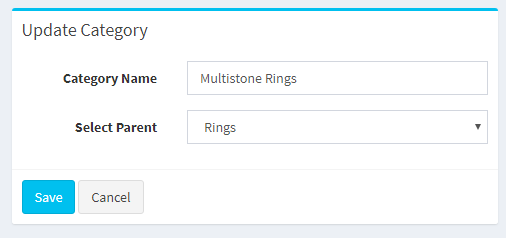 Update Category
Category Name Multistone Rings
Select Parent Rings
Save Cancel